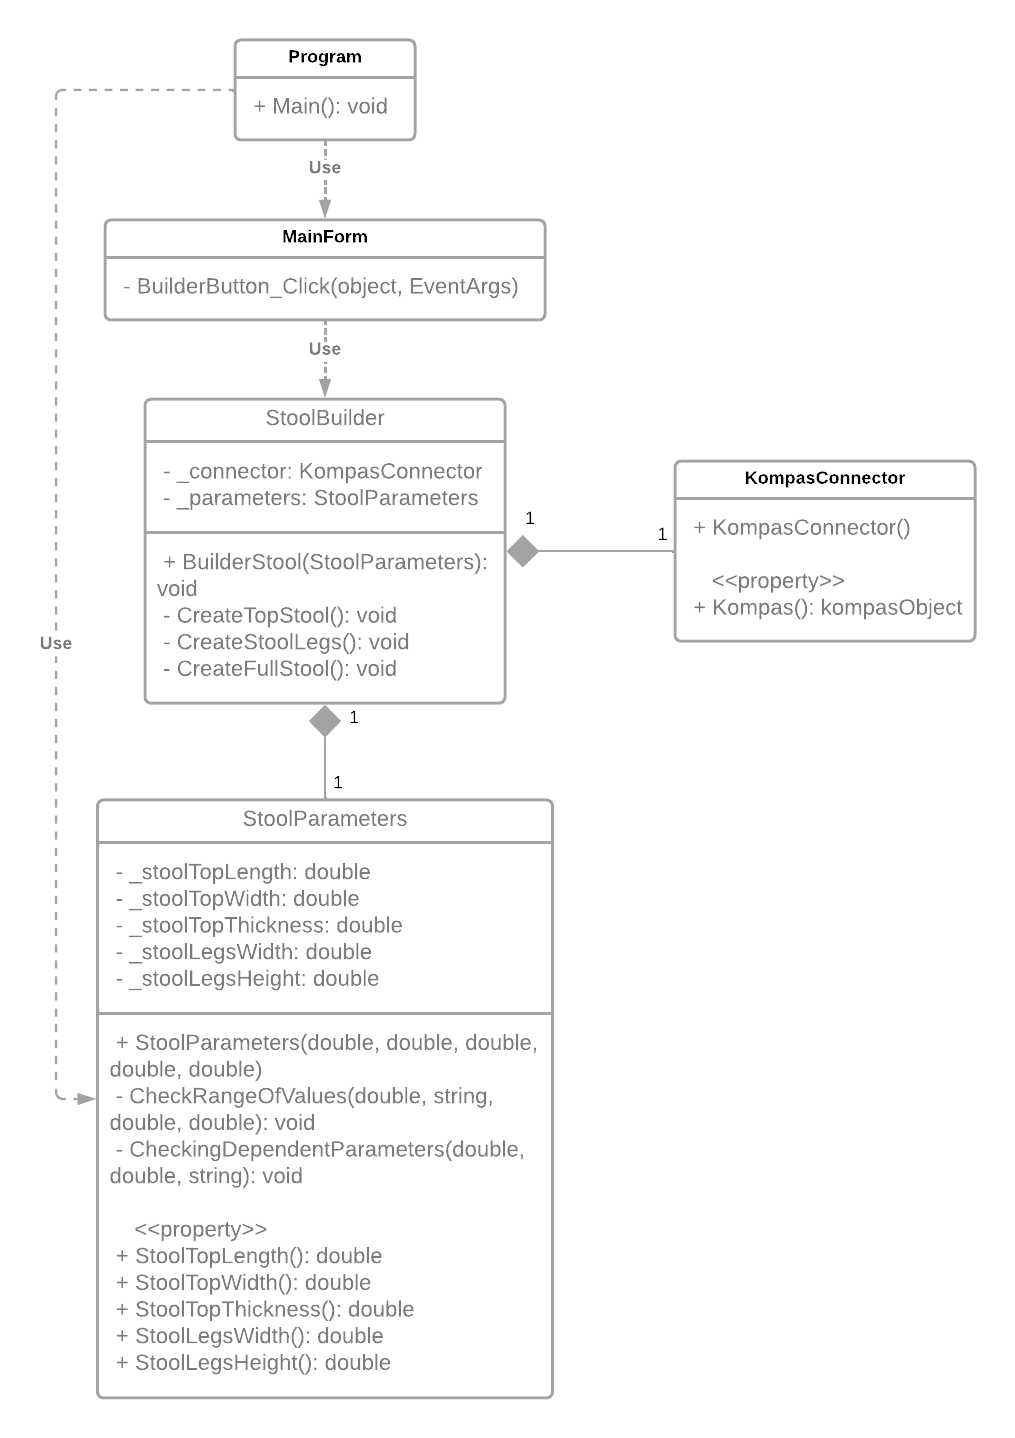 Program
+ Main(): void
Use
MainForm
- BuilderButton_Click(object, EventArgs)
Use
StoolBuilder
- _connector: KompasConnector
- _parameters: StoolParameters
+ BuilderStool(StoolParameters):
void
- CreateTopStool(): void
- CreateStoolLegs(): void
- CreateFullStool(): void
1
1
KompasConnector
+ KompasConnector()
<<property>>
+ Kompas(): kompasObject
Use
1
1
StoolParameters
- _stoolTopLength: double
- _stoolTopWidth: double
- _stoolTopThickness: double
- _stoolLegsWidth: double
- _stoolLegsHeight: double
+ StoolParameters(double, double, double,
double, double)
- CheckRangeOfValues(double, string,
double, double): void
- CheckingDependentParameters(double,
double, string): void
<<property>>
+ StoolTopLength(): double
+ StoolTopWidth(): double
+ StoolTopThickness(): double
+ StoolLegsWidth(): double
+ StoolLegsHeight(): double